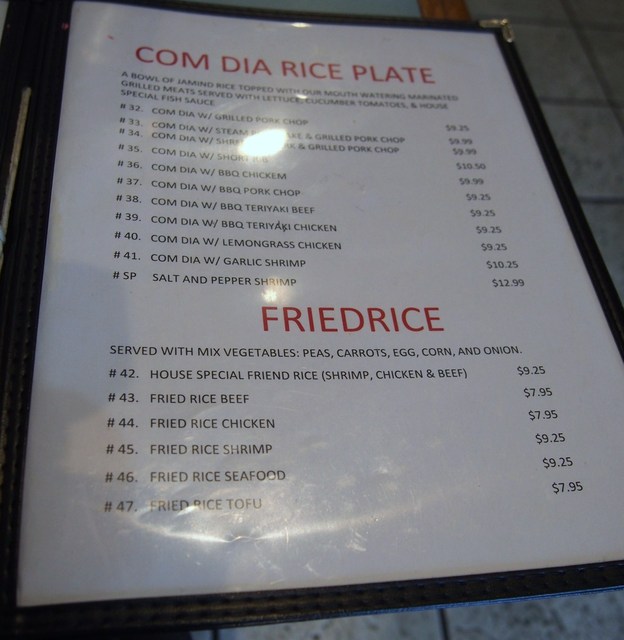 COM DIA RICE PLATE
A BOWL OF JAMIND RICE TOPPED WITH OUR MOUTH WATERING MARINATED
GRILLED MEATS SERVED WITH LETTUCE, CUCUMBER TOMATOES, & HOUSE
SPECIAL FISH SAUCE
# 32. COM DIA W/ GRILLED PORK CHOP $9.25
# 33. COM DIA W/ STEAM & GRILLED PORK CHOP $9.99
# 34. COM DIA W/ & GRILLED PORK CHOP $9.99
# 35. COM DIA W/ SHORT RIB $10.50
# 36. COM DIA W/ BBQ CHICKEM $9.99
# 37. COM DIA W/ BBQ PORK CHOP $9.25
# 38. COM DIA W/ BBQ TERIYAKI BEEF $9.25
# 39. COM DIA W/ BBQ TERIYAKI CHICKEN $9.25
# 40. COM DIA W/ LEMONGRASS CHICKEN $9.25
# 41. COM DIA W/ GARLIC SHRIMP $10.25
# SP SALT AND PEPPER SHRIMP $12.99
FRIEDRICE
SERVED WITH MIX VEGETABLES: PEAS, CARROTS, EGG, CORN, AND ONION.
# 42. HOUSE SPECIAL FRIEND RICE (SHRIMP, CHICKEN & BEEF) $9.25
# 43. FRIED RICE BEEF $7.95
# 44. FRIED RICE CHICKEN $7.95
# 45. FRIED RICE SHRIMP $9.25
# 46. FRIED RICE SEAFOOD $9.25
# 47. FRIED RICE TOFU $7.95